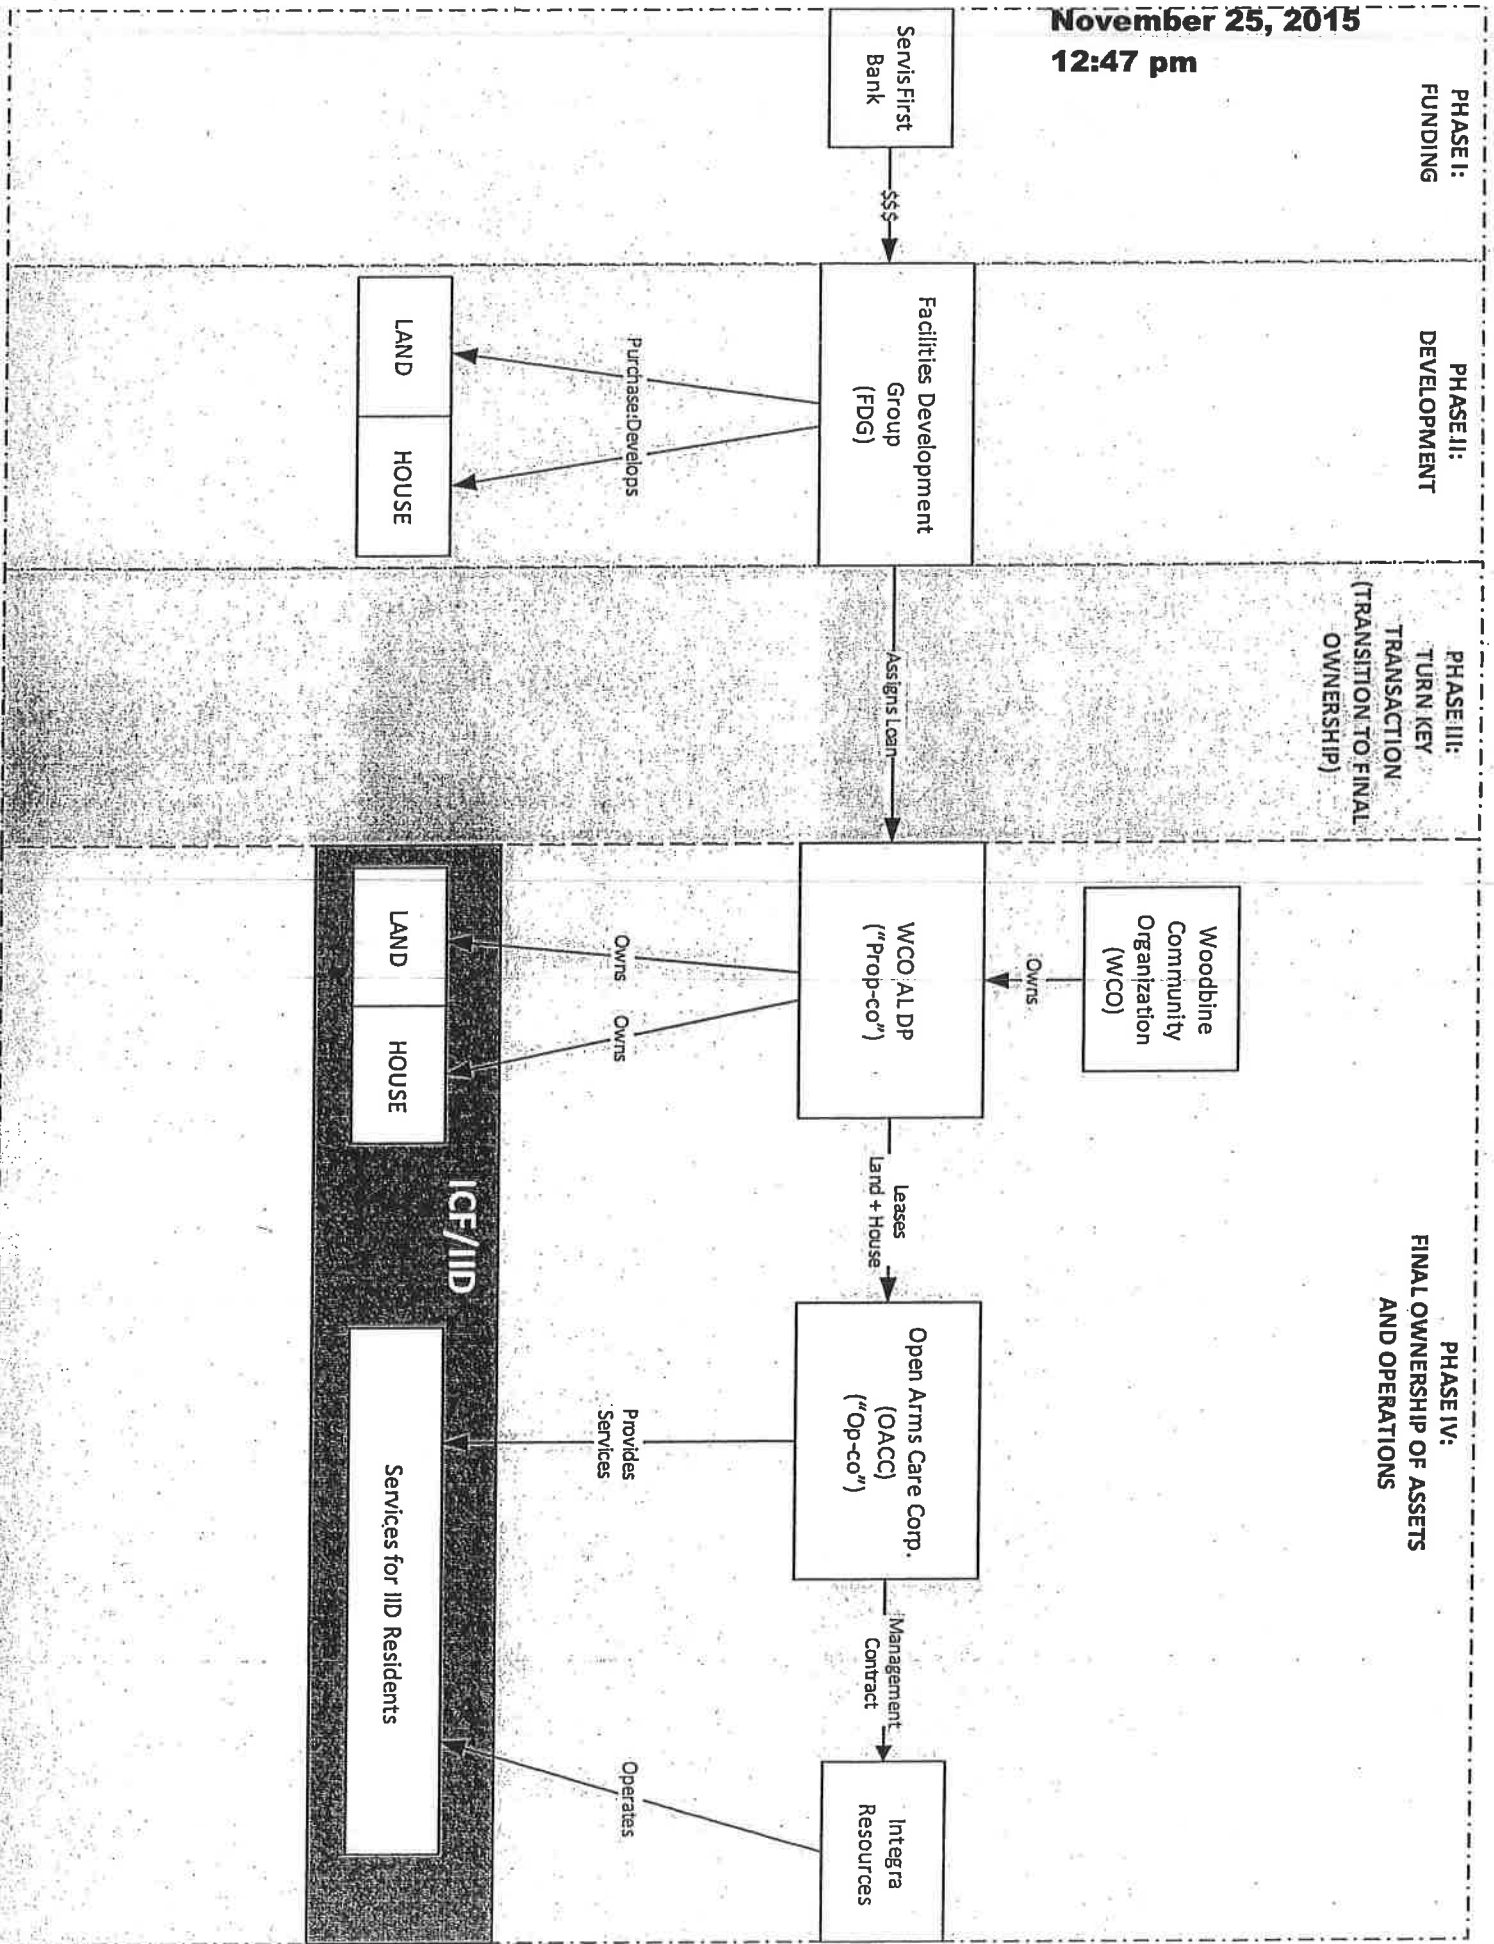 November 25, 2015
12:47 pm
PHASE I:
FUNDING
PHASE II:
DEVELOPMENT
PHASE III:
TURN KEY
TRANSACTION
(TRANSITION TO FINAL
OWNERSHIP)
PHASE IV:
FINAL OWNERSHIP OF ASSETS
AND OPERATIONS
ServisFirst
Bank
$$$
Facilities Development
Group
(FDG)
Purchase:Develops
LAND
HOUSE
Assigns Loan
Woodbine
Community
Organization
(WCO)
Owns
WCO AL DP
("Prop-co")
Owns
Owns
LAND
HOUSE
Leases
Land + House
Open Arms Care Corp.
(OACC)
("Op-co")
Provides
Services
Management
Contract
Integra
Resources
Operates
ICF/IID
Services for IID Residents